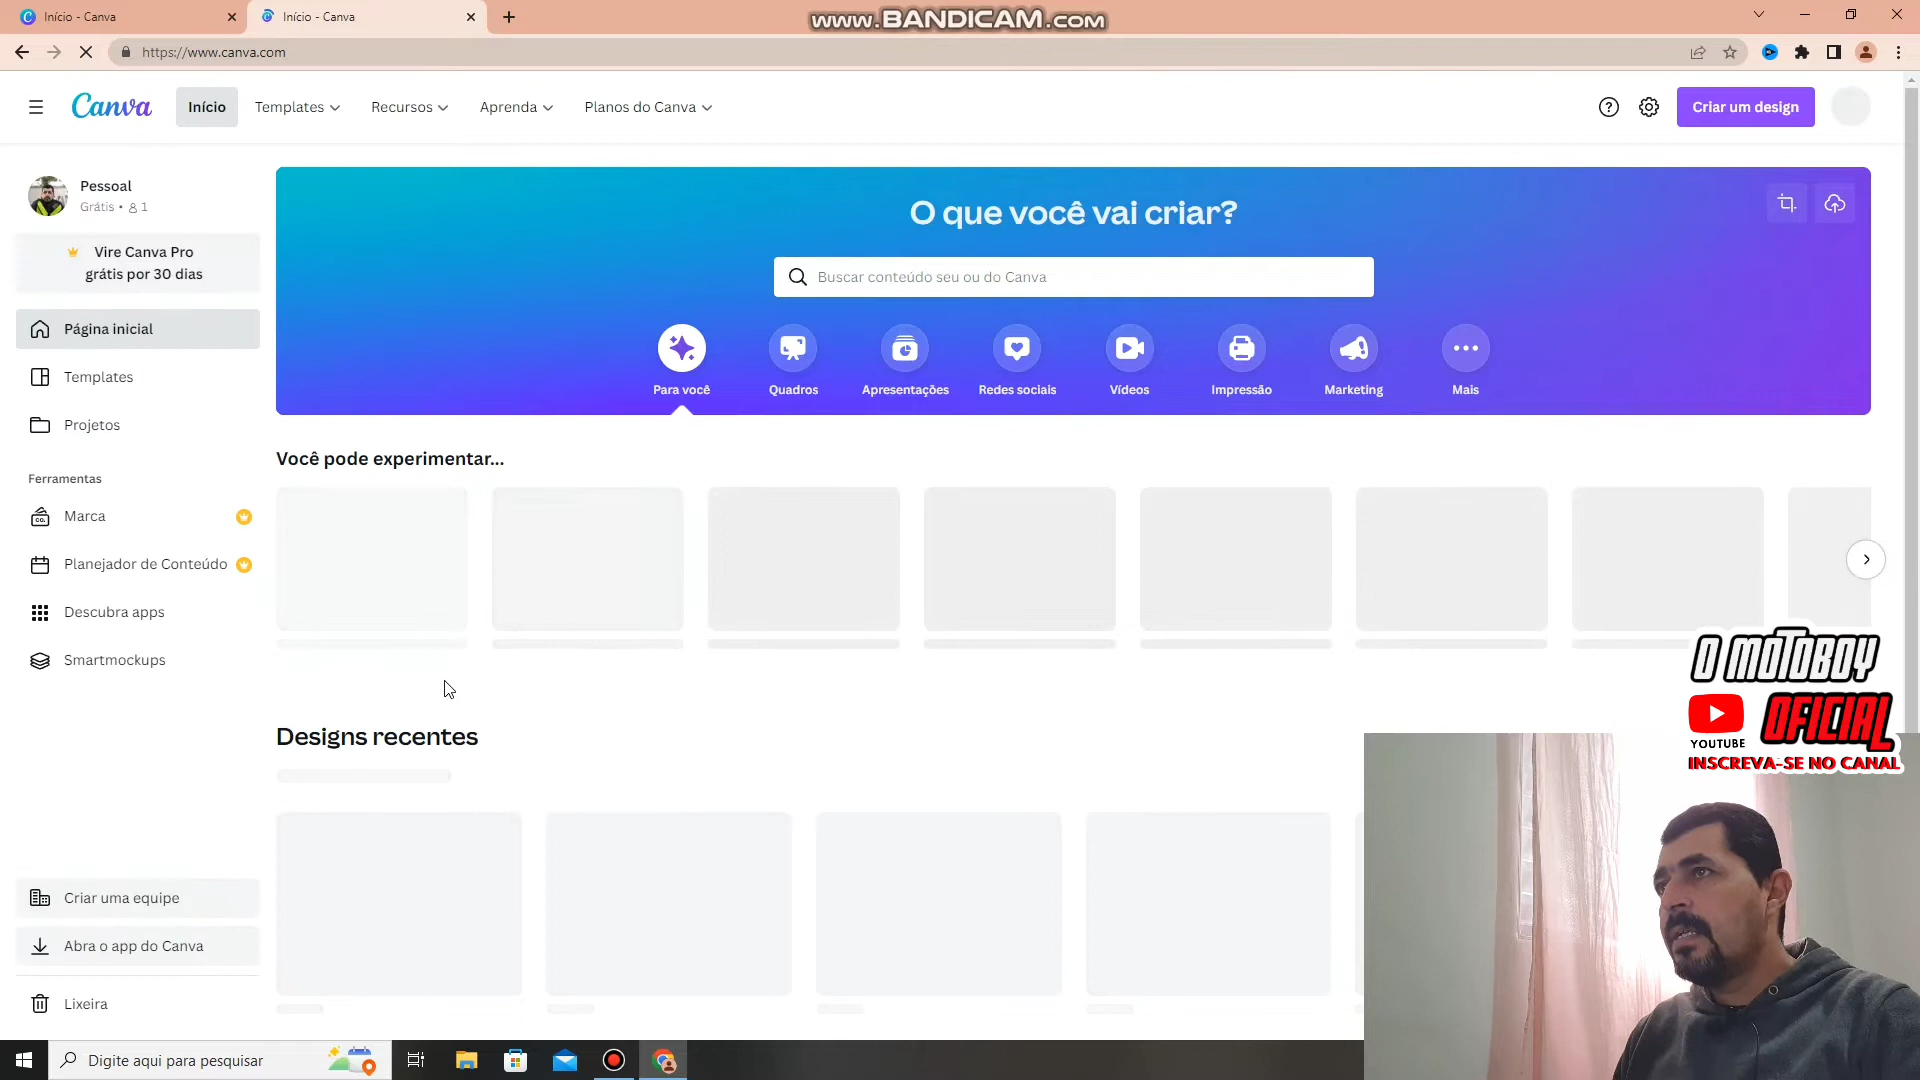 Início - Canva
Início - Canva
www.BANDICAM.com
https://www.canva.com
Canva
Início
Templates
Recursos
Aprenda
Planos do Canva
Criar um design
Pessoal
Grátis • 1
Vire Canva Pro
grátis por 30 dias
Página inicial
Templates
Projetos
Ferramentas
Marca
Planejador de Conteúdo
Descubra apps
Smartmockups
Criar uma equipe
Abra o app do Canva
Lixeira
O que você vai criar?
Buscar conteúdo seu ou do Canva
Para você
Quadros
Apresentações
Redes sociais
Vídeos
Impressão
Marketing
Mais
Você pode experimentar...
Designs recentes
O MOTOBOY
OFICIAL
YOUTUBE
INSCREVA-SE NO CANAL
Digite aqui para pesquisar